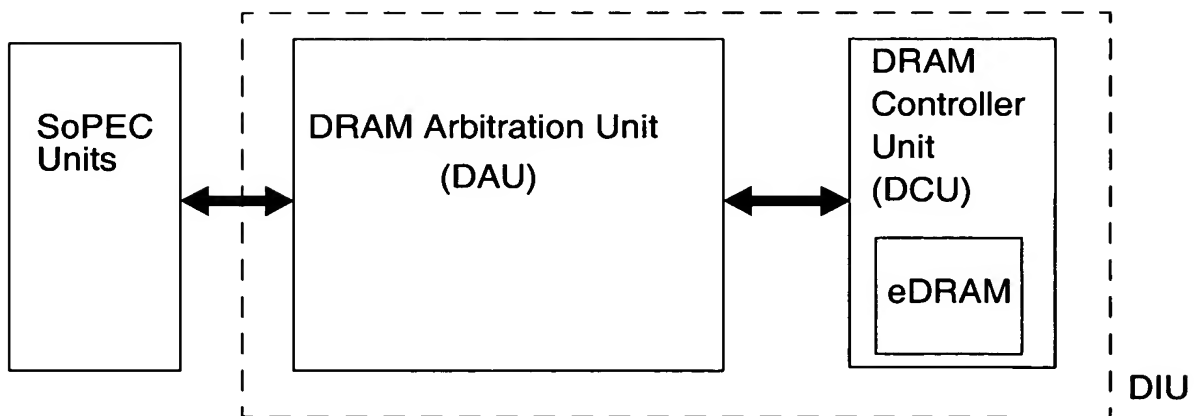 SoPEC
Units
DRAM Arbitration Unit
(DAU)
DRAM
Controller
Unit
(DCU)
eDRAM
DIU